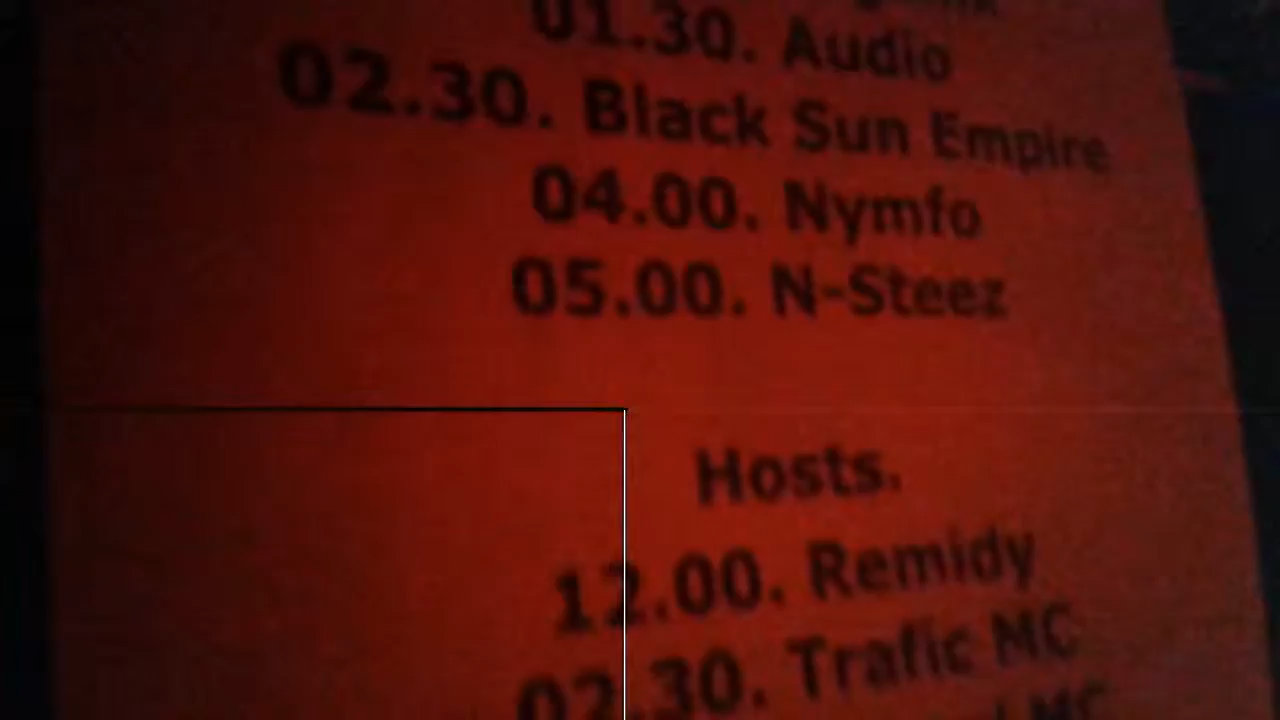 01.30. Audio
02.30. Black Sun Empire
04.00. Nymfo
05.00. N-Steez
Hosts.
12.00. Remidy
02.30. Trafic MC
MC